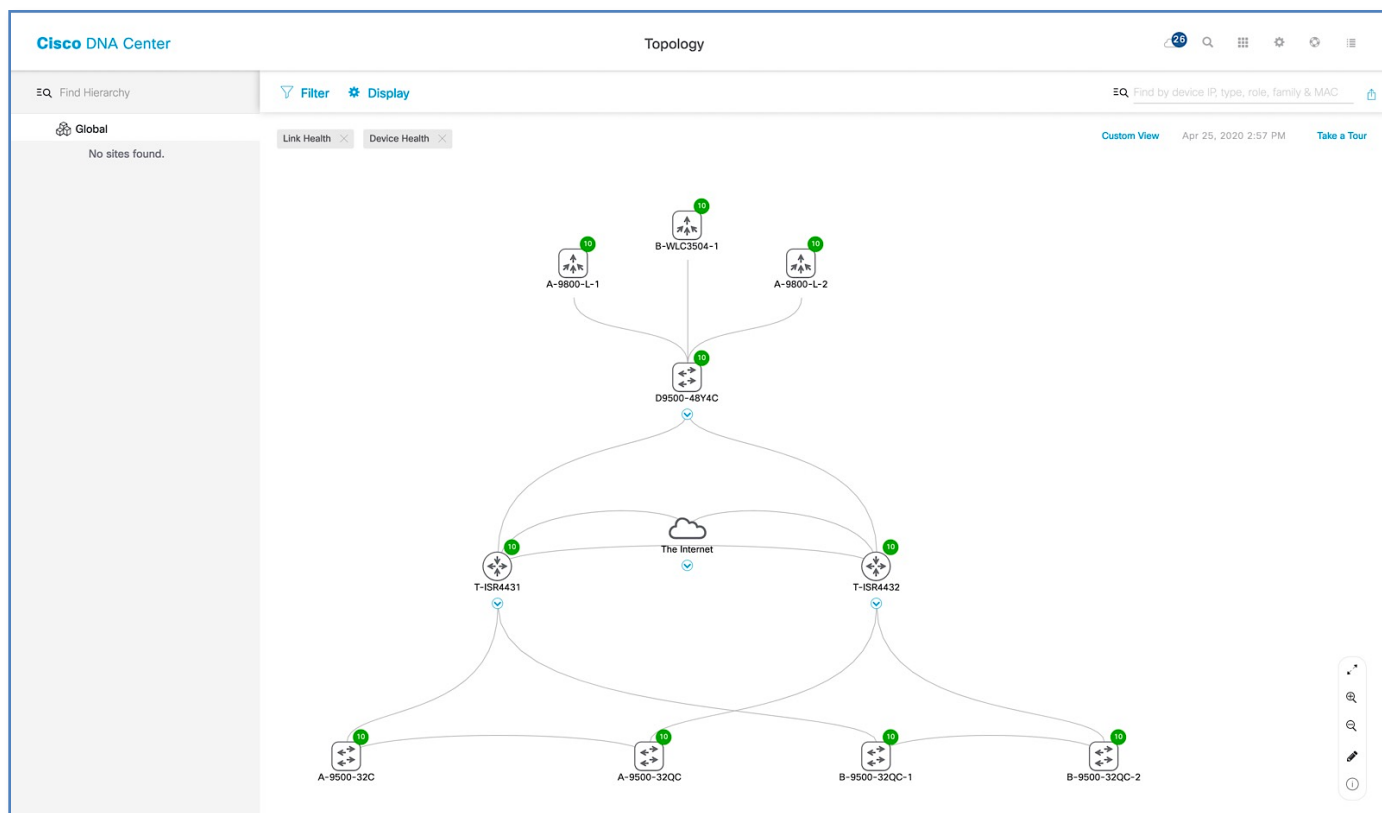 Cisco DNA Center
Topology
26
Find Hierarchy
Filter
Display
Find by device IP, type, role, family & MAC
Global
No sites found.
Link Health
Device Health
Custom View
Apr 25, 2020 2:57 PM
Take a Tour
10
B-WLC3504-1
10
A-9800-L-1
10
A-9800-L-2
10
D9500-48Y4C
The Internet
10
T-ISR4431
10
T-ISR4432
10
A-9500-32C
10
A-9500-32QC
10
B-9500-32QC-1
10
B-9500-32QC-2